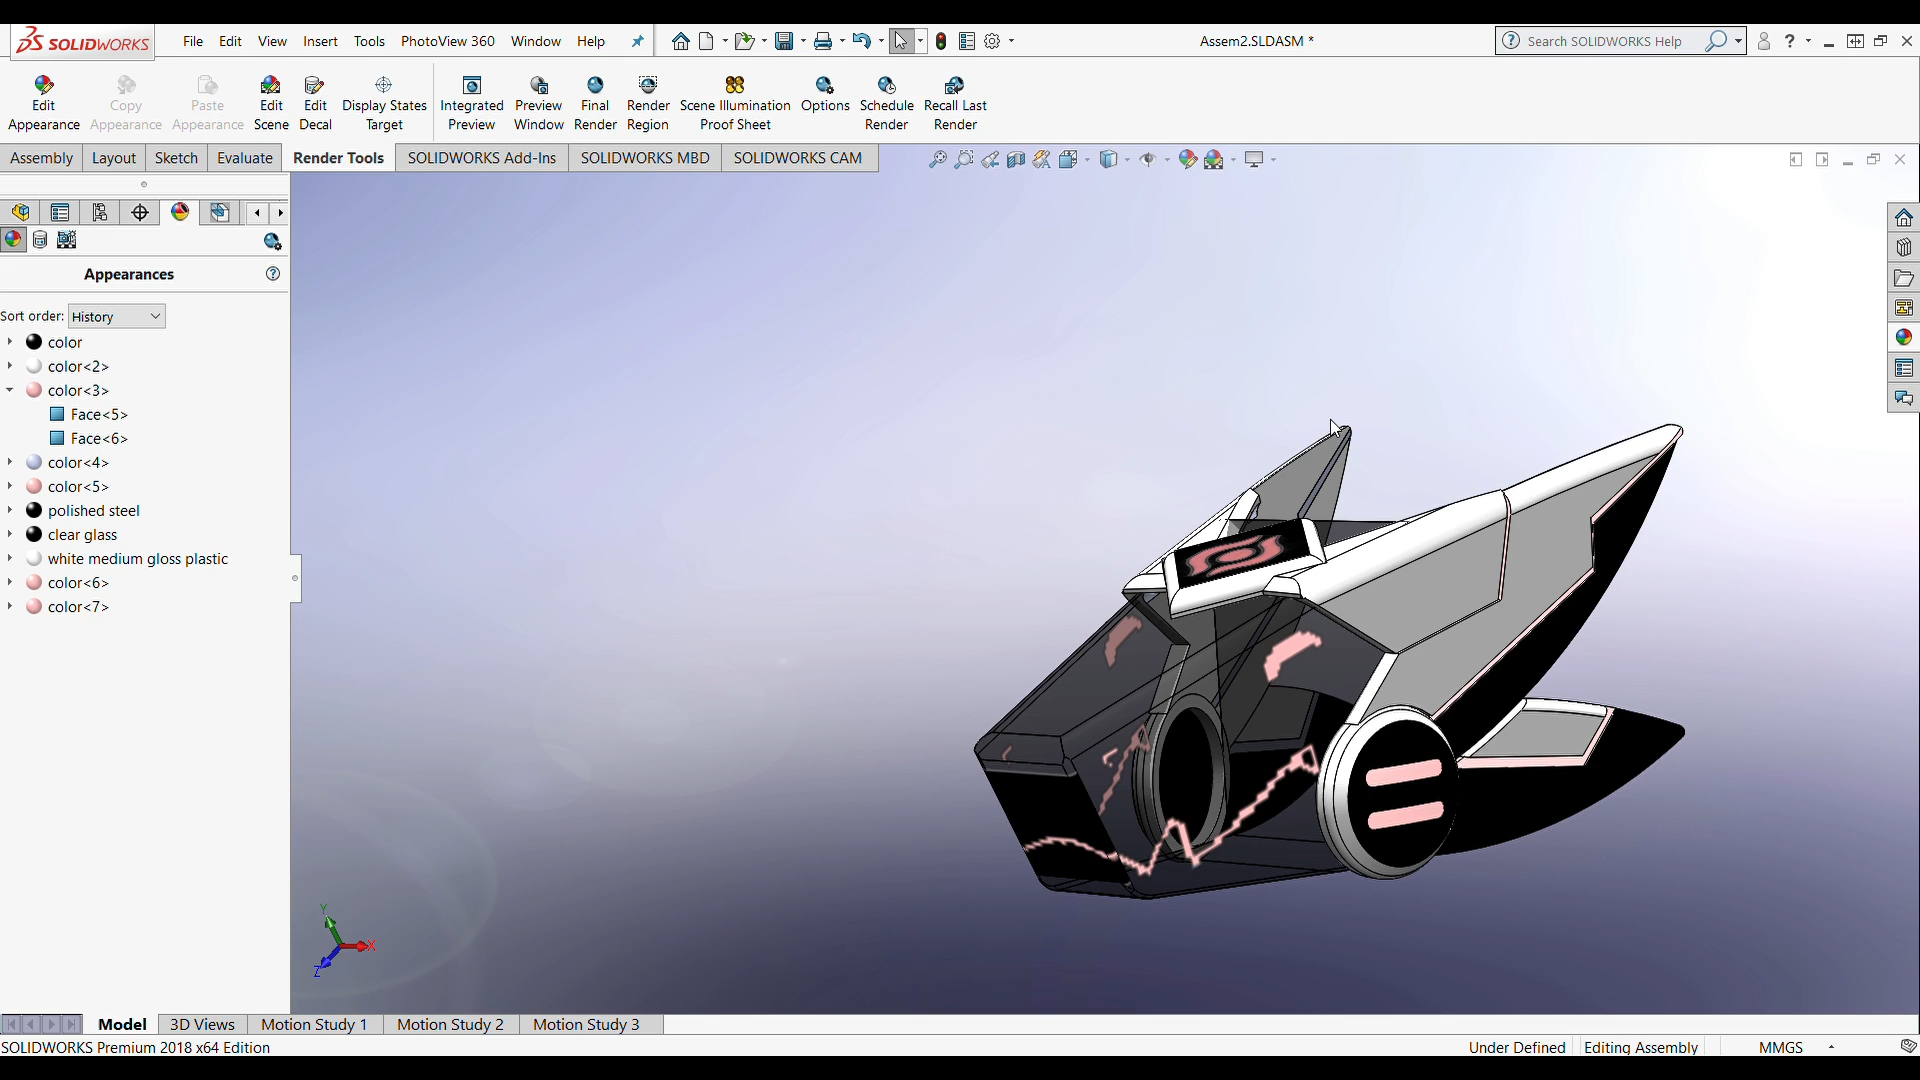 SOLIDWORKS File Edit View Insert Tools PhotoView 360 Window Help Assem2.SLDASM * Search SOLIDWORKS Help
Edit Appearance
Copy Appearance
Paste Appearance
Edit Scene
Edit Decal
Display States Target
Integrated Preview
Preview Window
Final Render
Render Region
Scene Illumination Proof Sheet
Options
Schedule Render
Recall Last Render
Assembly Layout Sketch Evaluate Render Tools SOLIDWORKS Add-Ins SOLIDWORKS MBD SOLIDWORKS CAM
Appearances
Sort order: History
color
color<2>
color<3>
Face<5>
Face<6>
color<4>
color<5>
polished steel
clear glass
white medium gloss plastic
color<6>
color<7>
Y
X
Z
Model 3D Views Motion Study 1 Motion Study 2 Motion Study 3
SOLIDWORKS Premium 2018 x64 Edition Under Defined Editing Assembly MMGS